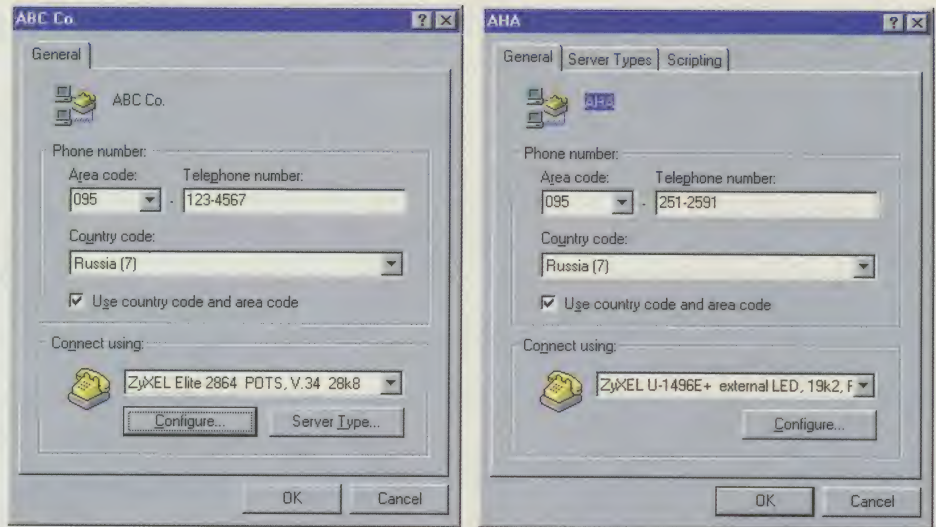 ABC Co.
General
ABC Co.
Phone number:
Area code:
Telephone number:
095 - 123-4567
Country code:
Russia (7)
Use country code and area code
Connect using:
ZyXEL Elite 2864 POTS, V.34 28k8
Configure...
Server Type...
OK
Cancel
AHA
General
Server Types
Scripting
AHA
Phone number:
Area code:
Telephone number:
095 - 251-2591
Country code:
Russia (7)
Use country code and area code
Connect using:
ZyXEL U-1496E+ external LED, 19k2, F
Configure...
OK
Cancel